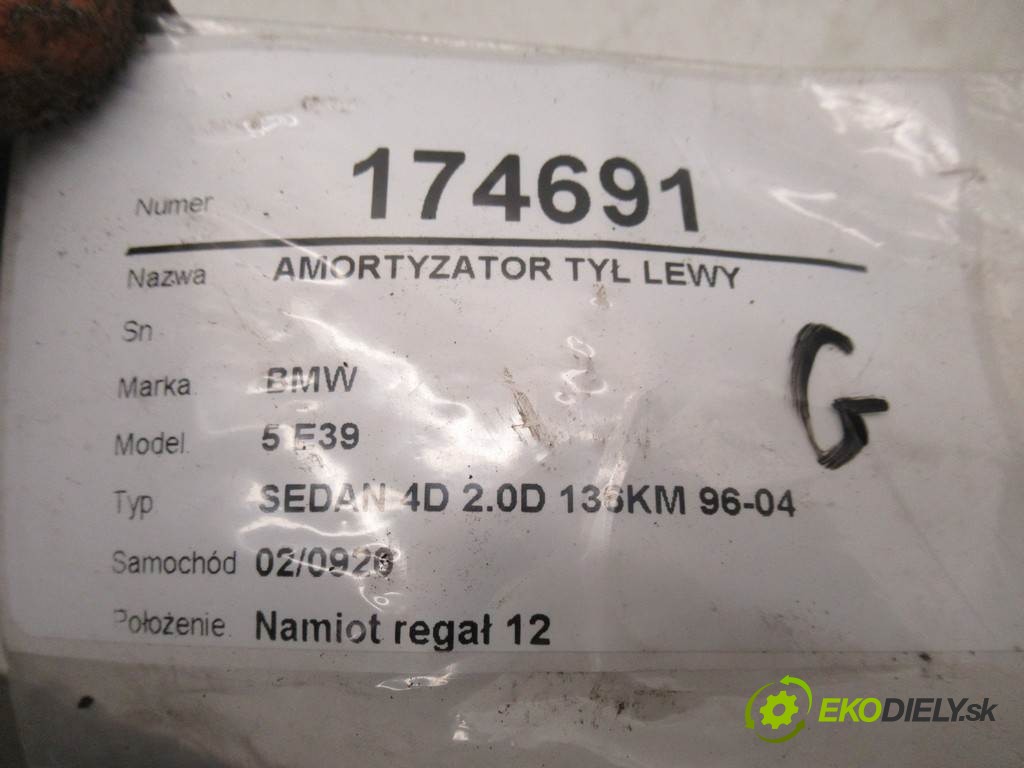 Numer 174691
Nazwa AMORTYZATOR TYŁ LEWY
Sn
Marka BMW
Model 5 E39
Typ SEDAN 4D 2.0D 136KM 96-04
Samochód 02/0920
Położenie Namiot regał 12
G
EKODIELY.sk